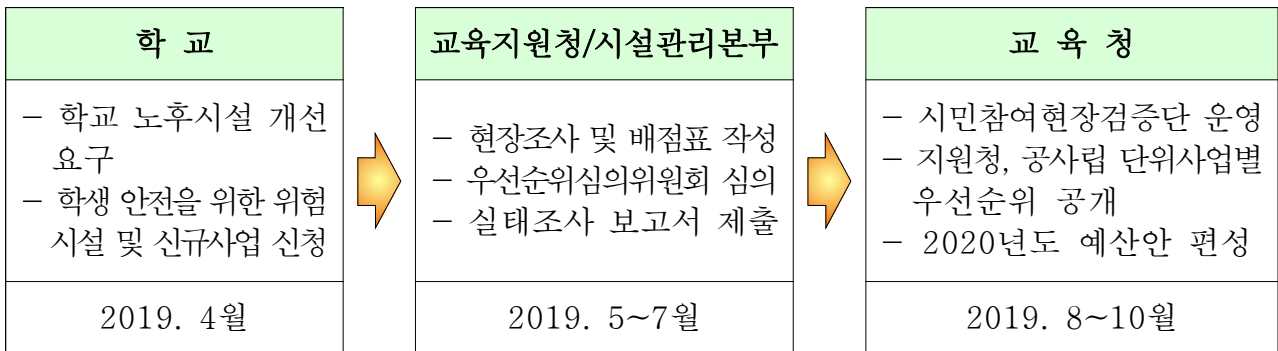 학 교
- 학교 노후시설 개선
요구
- 학생 안전을 위한 위험
시설 및 신규사업 신청
2019. 4월
교육지원청/시설관리본부
- 현장조사 및 배점표 작성
- 우선순위심의위원회 심의
- 실태조사 보고서 제출
2019. 5~7월
교 육 청
- 시민참여현장검증단 운영
- 지원청, 공사립 단위사업별
우선순위 공개
- 2020년도 예산안 편성
2019. 8~10월